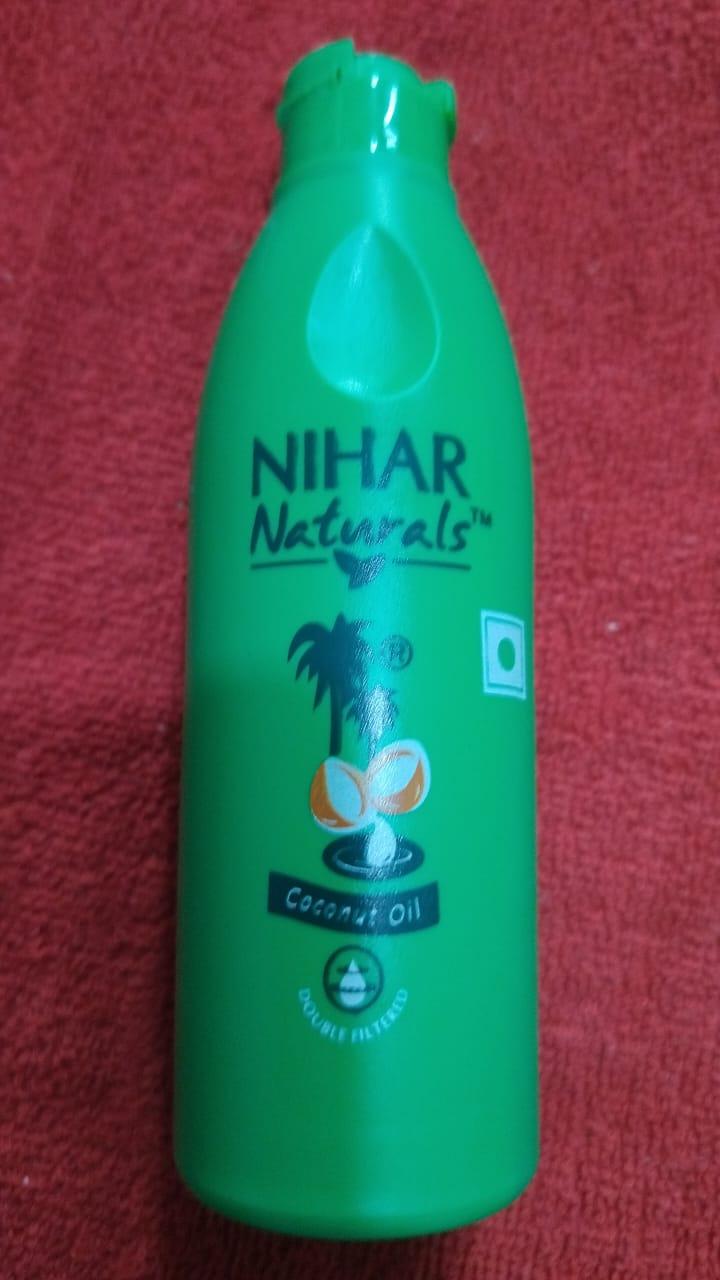 NIHAR
Naturals™
®
Coconut Oil
DOUBLE FILTERED